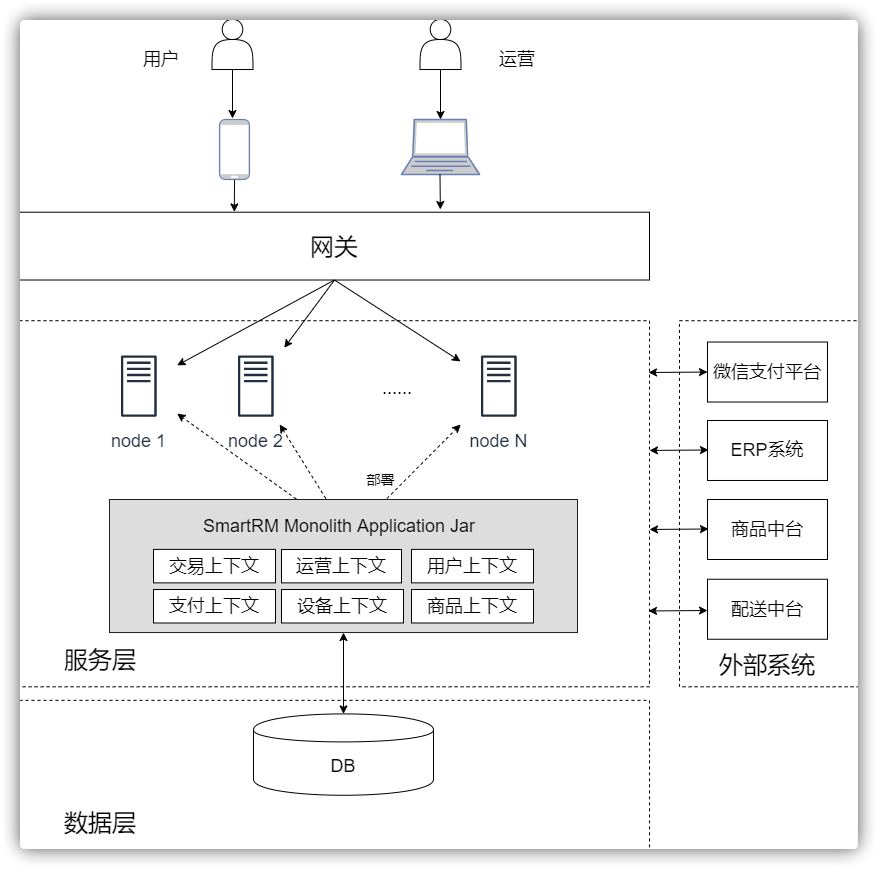 用户
运营
网关
......
node 1
node 2
node N
部署
SmartRM Monolith Application Jar
交易上下文
运营上下文
用户上下文
支付上下文
设备上下文
商品上下文
服务层
微信支付平台
ERP系统
商品中台
配送中台
外部系统
DB
数据层